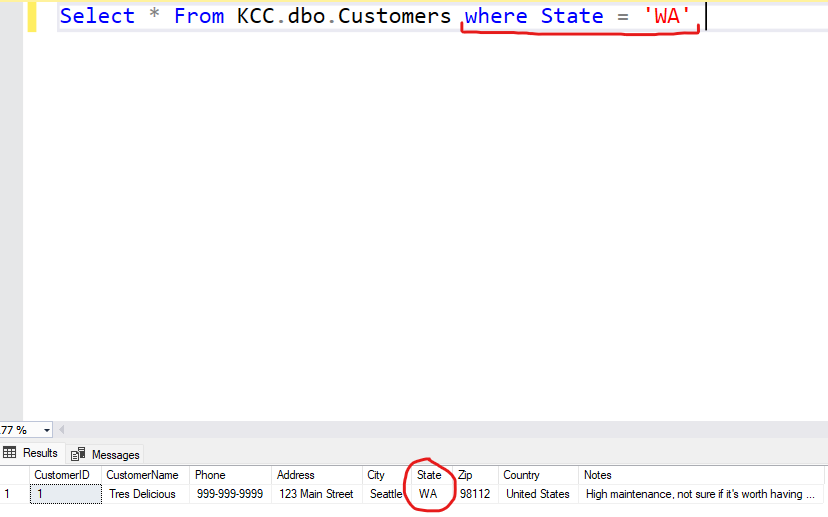 Select * From KCC.dbo.Customers where State = 'WA'
77 %
Results Messages
CustomerID CustomerName Phone Address City State Zip Country Notes
1 1 Tres Delicious 999-999-9999 123 Main Street Seattle WA 98112 United States High maintenance, not sure if it's worth having ...